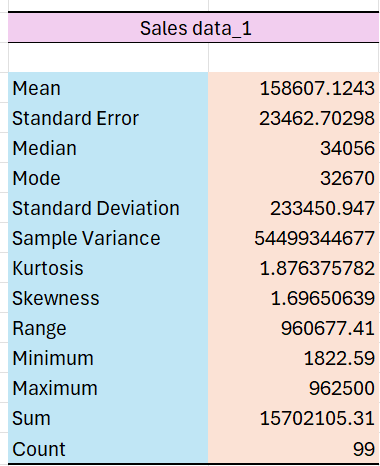 Sales data_1
Mean 158607.1243
Standard Error 23462.70298
Median 34056
Mode 32670
Standard Deviation 233450.947
Sample Variance 54499344677
Kurtosis 1.876375782
Skewness 1.69650639
Range 960677.41
Minimum 1822.59
Maximum 962500
Sum 15702105.31
Count 99